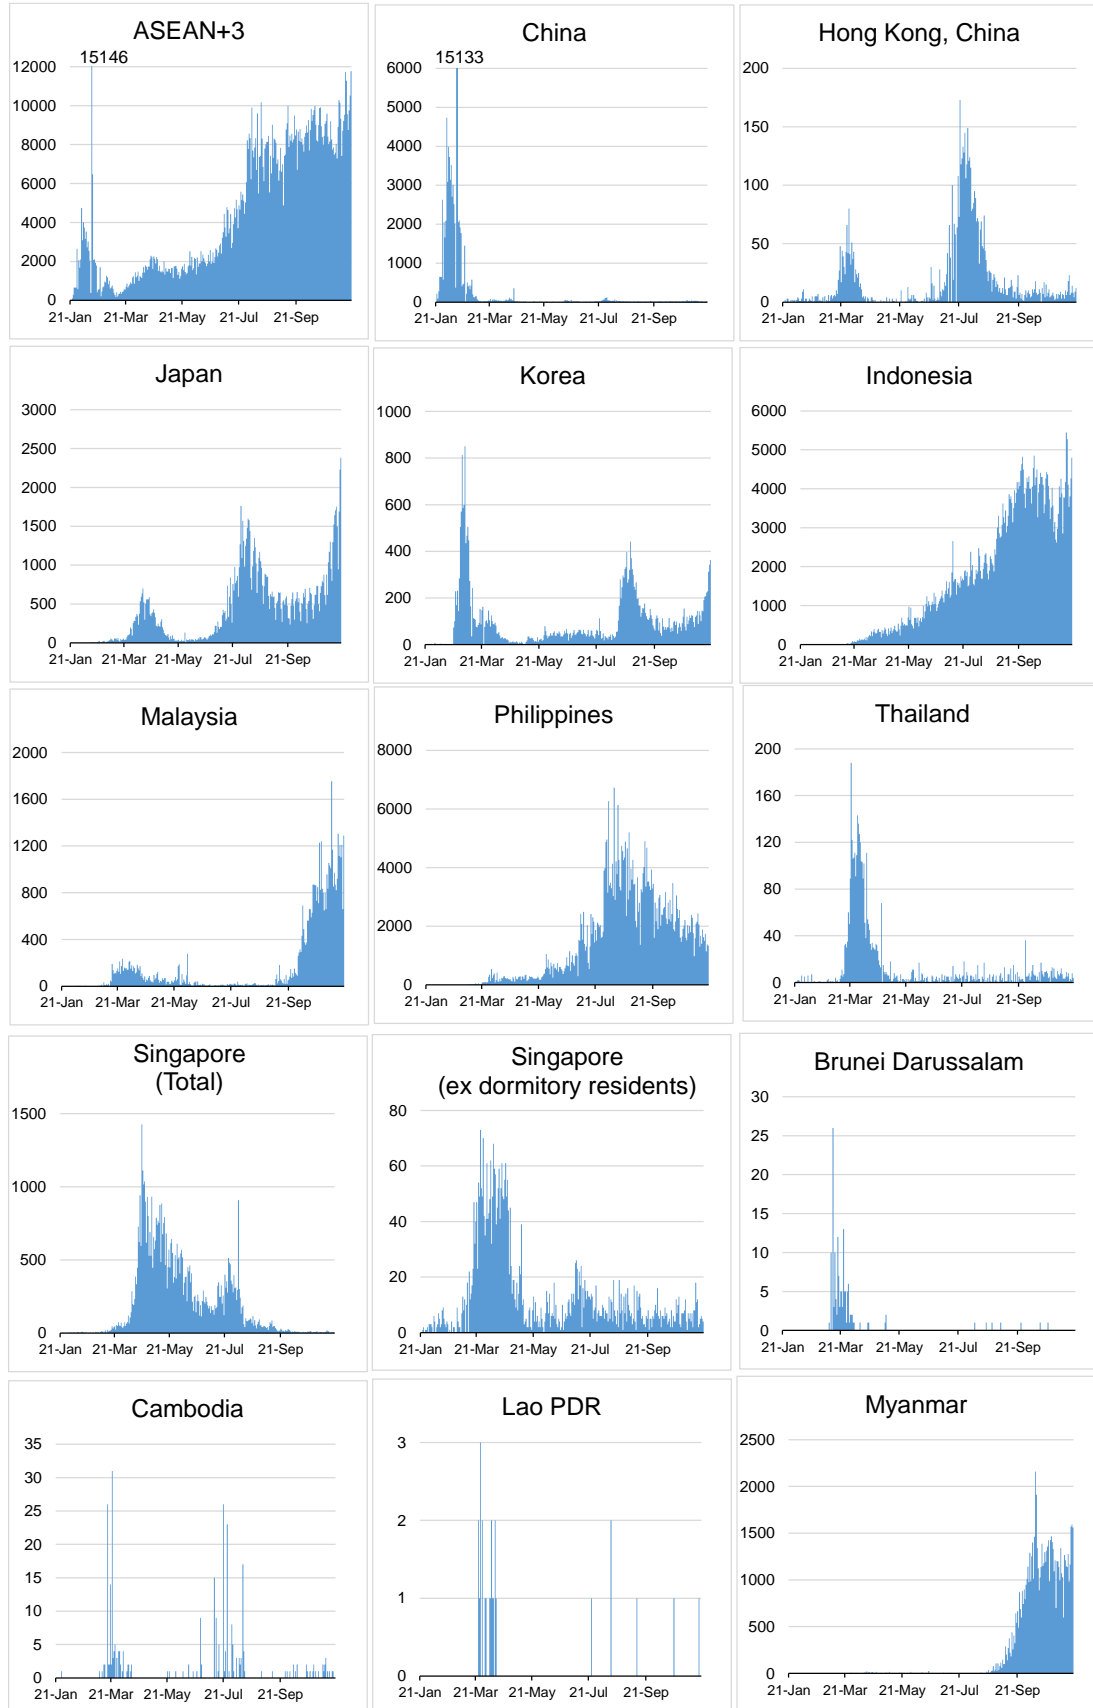 ASEAN+3
15146
12000
10000
8000
6000
4000
2000
0
21-Jan 21-Mar 21-May 21-Jul 21-Sep
China
15133
6000
5000
4000
3000
2000
1000
0
21-Jan 21-Mar 21-May 21-Jul 21-Sep
Hong Kong, China
200
150
100
50
0
21-Jan 21-Mar 21-May 21-Jul 21-Sep
Japan
3000
2500
2000
1500
1000
500
0
21-Jan 21-Mar 21-May 21-Jul 21-Sep
Korea
1000
800
600
400
200
0
21-Jan 21-Mar 21-May 21-Jul 21-Sep
Indonesia
6000
5000
4000
3000
2000
1000
0
21-Jan 21-Mar 21-May 21-Jul 21-Sep
Malaysia
2000
1600
1200
800
400
0
21-Jan 21-Mar 21-May 21-Jul 21-Sep
Philippines
8000
6000
4000
2000
0
21-Jan 21-Mar 21-May 21-Jul 21-Sep
Thailand
200
160
120
80
40
0
21-Jan 21-Mar 21-May 21-Jul 21-Sep
Singapore
(Total)
1500
1000
500
0
21-Jan 21-Mar 21-May 21-Jul 21-Sep
Singapore
(ex dormitory residents)
80
60
40
20
0
21-Jan 21-Mar 21-May 21-Jul 21-Sep
Brunei Darussalam
30
25
20
15
10
5
0
21-Jan 21-Mar 21-May 21-Jul 21-Sep
Cambodia
35
30
25
20
15
10
5
0
21-Jan 21-Mar 21-May 21-Jul 21-Sep
Lao PDR
3
2
1
0
21-Jan 21-Mar 21-May 21-Jul 21-Sep
Myanmar
2500
2000
1500
1000
500
0
21-Jan 21-Mar 21-May 21-Jul 21-Sep